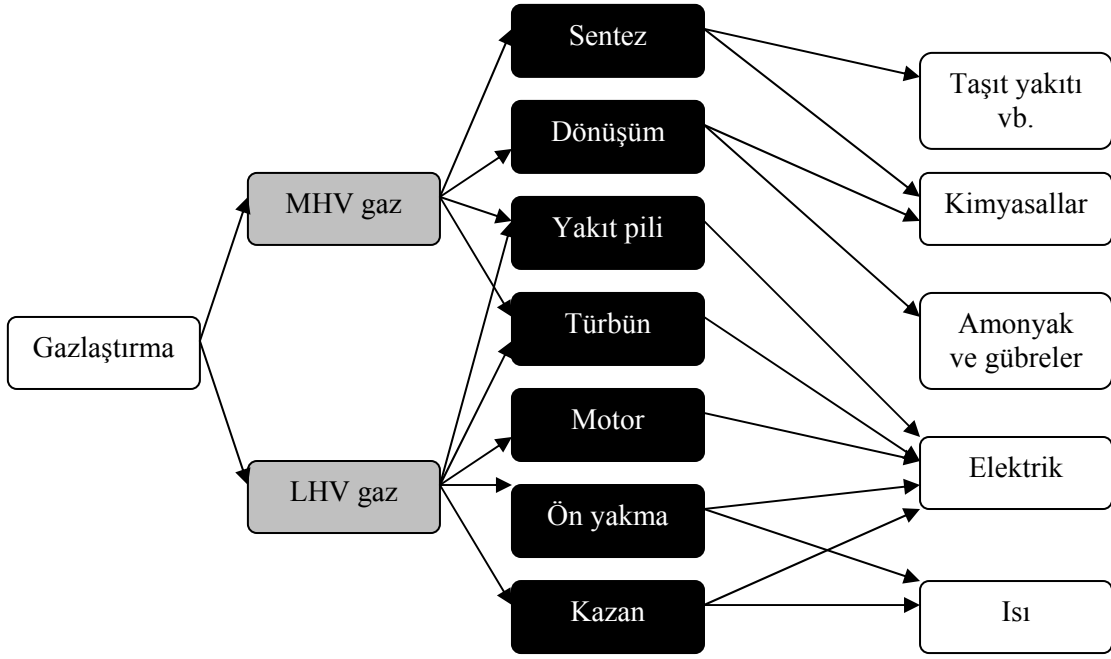 Gazlaştırma
MHV gaz
LHV gaz
Sentez
Dönüşüm
Yakıt pili
Türbün
Motor
Ön yakma
Kazan
Taşıt yakıtı
vb.
Kimyasallar
Amonyak
ve gübreler
Elektrik
Isı